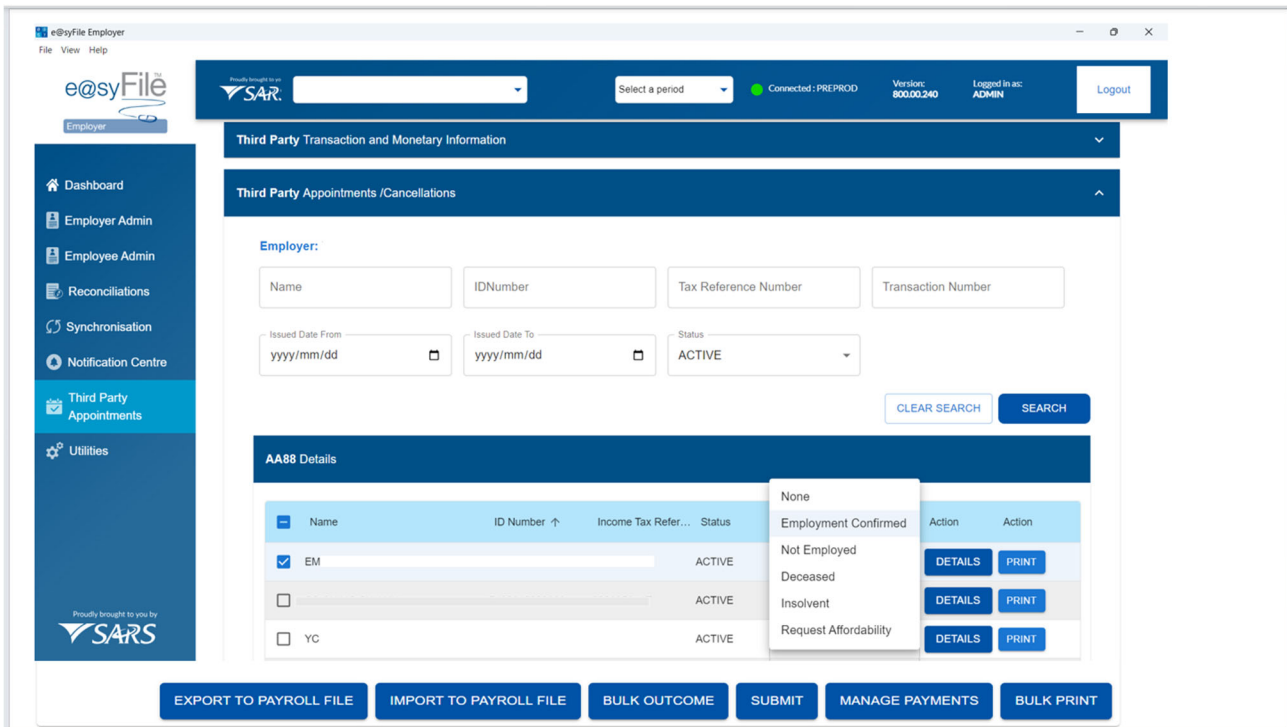 e@syFile Employer
File View Help
e@syFile™
Employer
Proudly brought to yo
SAR.
Select a period
Connected : PREPROD
Version:
800.00.240
Logged in as:
ADMIN
Logout
Third Party Transaction and Monetary Information
Dashboard
Employer Admin
Employee Admin
Reconciliations
Synchronisation
Notification Centre
Third Party
Appointments
Utilities
Proudly brought to you by
SARS
Third Party Appointments /Cancellations
Employer:
Name
IDNumber
Tax Reference Number
Transaction Number
Issued Date From
yyyy/mm/dd
Issued Date To
yyyy/mm/dd
Status
ACTIVE
CLEAR SEARCH
SEARCH
AA88 Details
Name ID Number ↑ Income Tax Refer... Status Action Action
EM ACTIVE DETAILS PRINT
ACTIVE DETAILS PRINT
YC ACTIVE DETAILS PRINT
None
Employment Confirmed
Not Employed
Deceased
Insolvent
Request Affordability
EXPORT TO PAYROLL FILE
IMPORT TO PAYROLL FILE
BULK OUTCOME
SUBMIT
MANAGE PAYMENTS
BULK PRINT